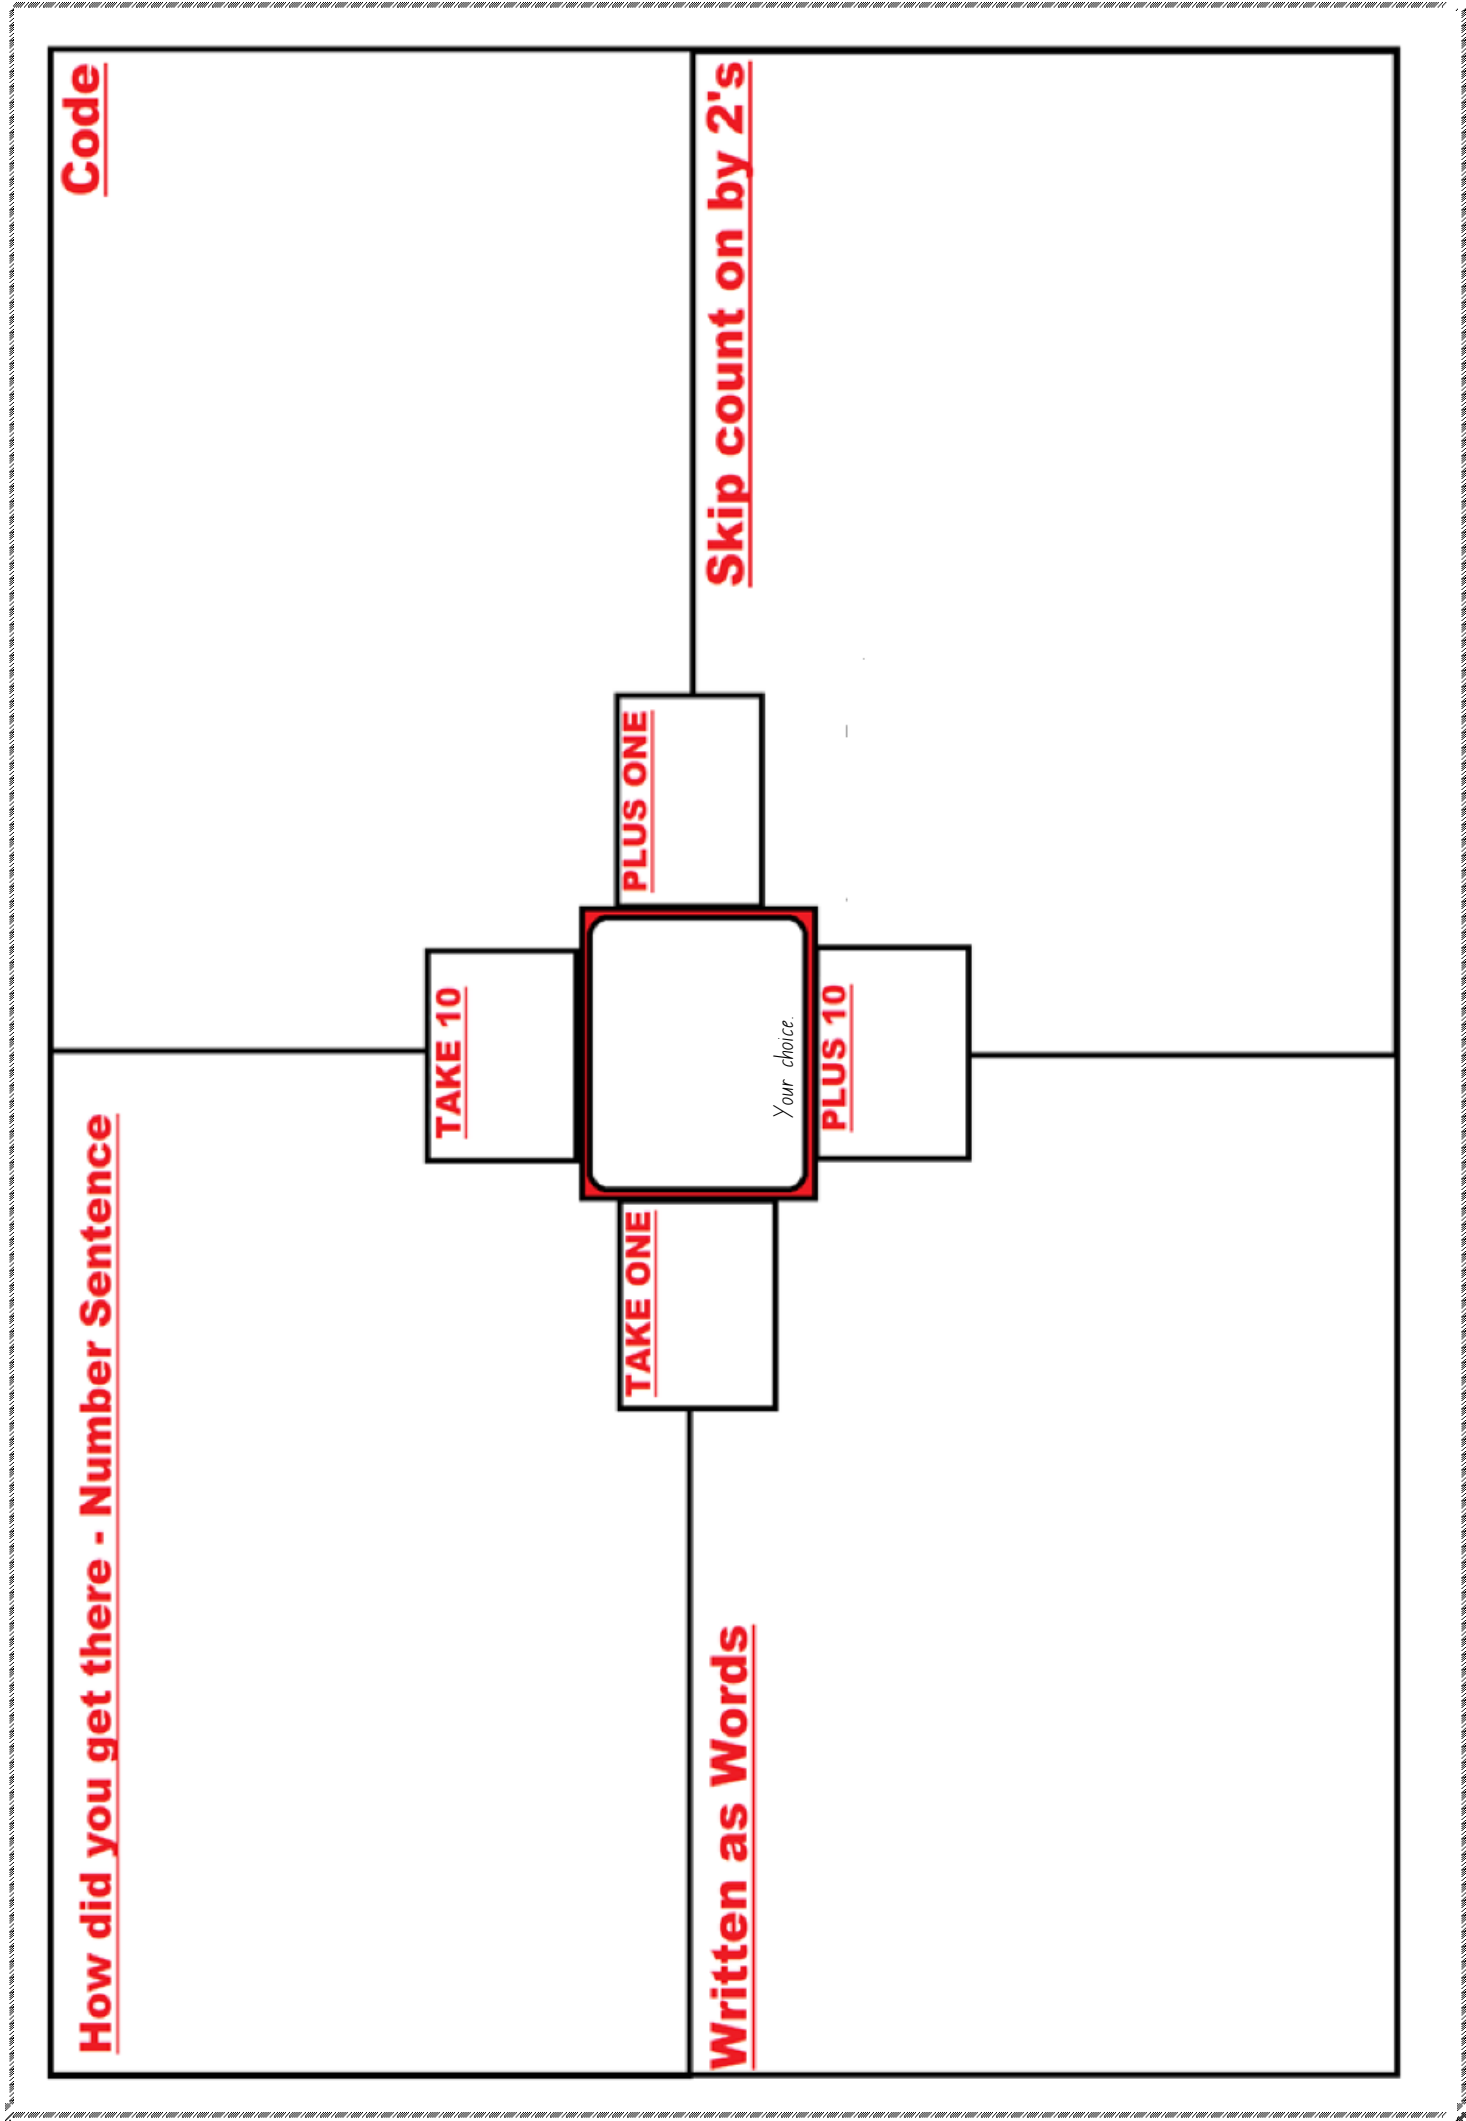 How did you get there - Number Sentence
Code
TAKE 10
TAKE ONE
PLUS ONE
Your choice.
PLUS 10
Written as Words
Skip count on by 2's